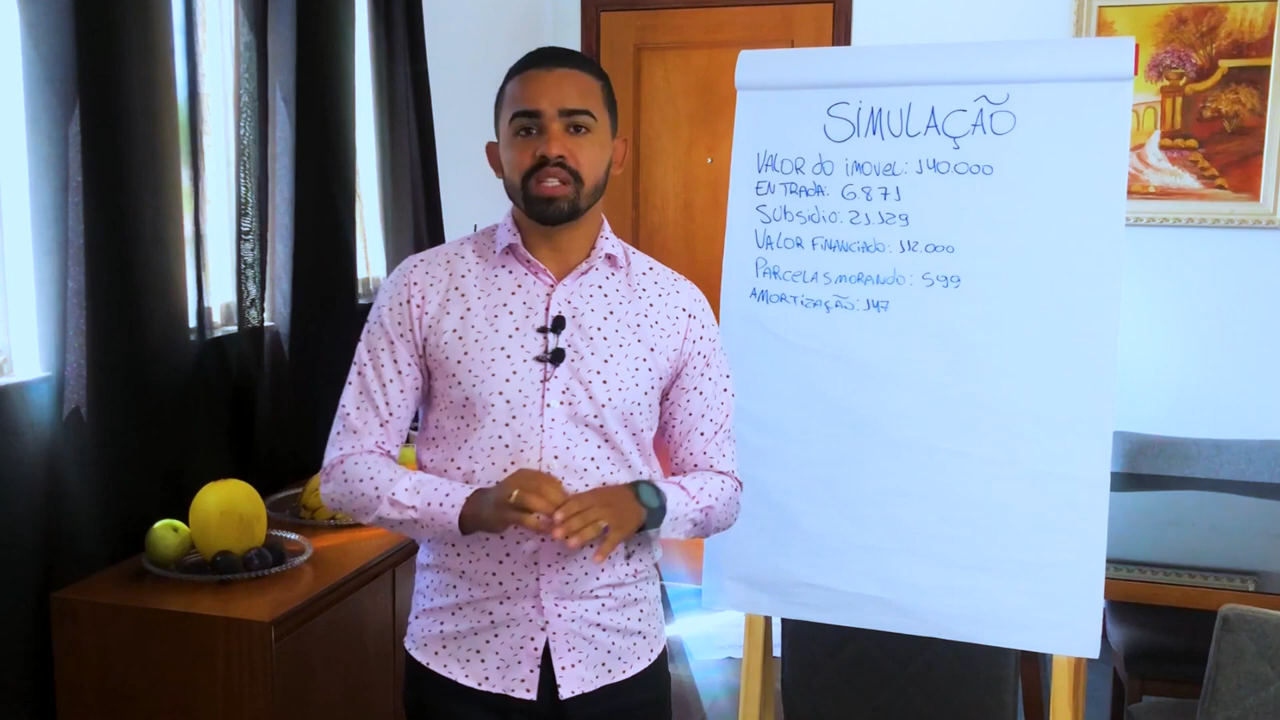 SIMULAÇÃO
VALOR DO IMOVEL: 140.000
ENTRADA: 6.871
SUBSIDIO: 21.129
VALOR FINANCIADO: 112.000
PARCELAS MORANDO: 599
AMORTIZAÇÃO: 147